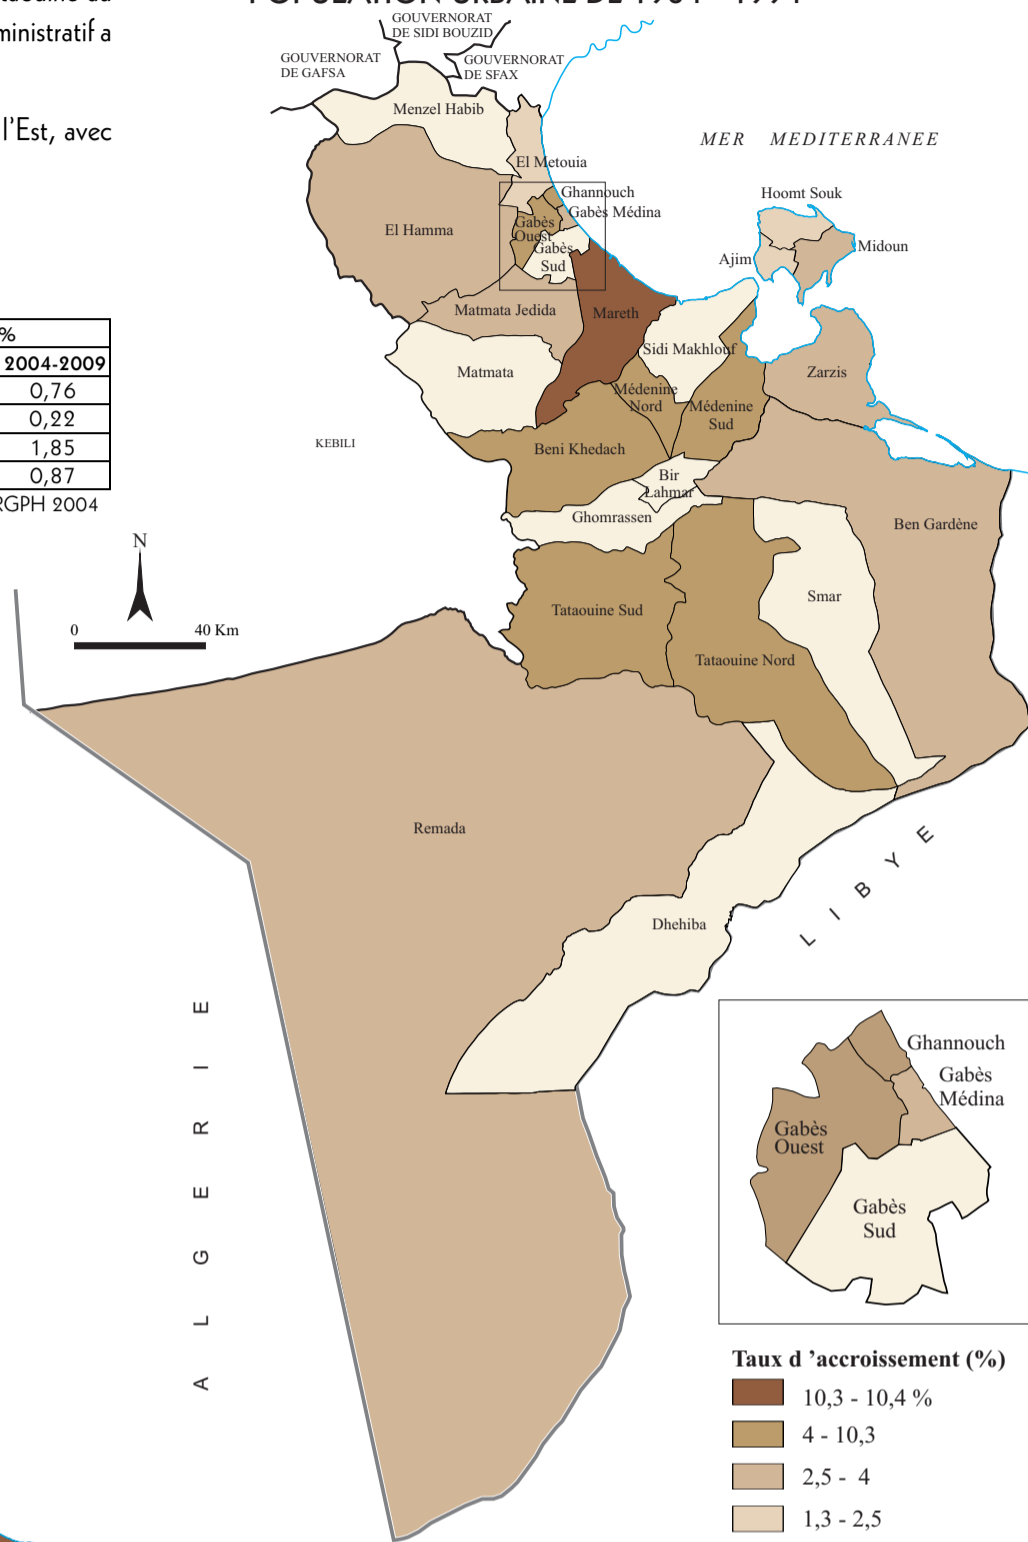 ministratif a
l'Est, avec
%
2004-2009
0,76
0,22
1,85
0,87
RGPH 2004
GOUVERNORAT
DE SIDI BOUZID
GOUVERNORAT
DE GAFSA
GOUVERNORAT
DE SFAX
Menzel Habib
MER MEDITERRANEE
El Metouia
Ghannouch
Gabès Médina
Hoomt Souk
El Hamma
Gabès
Ouest
Gabès
Sud
Ajim
Midoun
Matmata Jedida
Mareth
Sidi Makhlouf
Matmata
Zarzis
Médenine
Nord
Médenine
Sud
KEBILI
Beni Khedach
Bir
Lahmar
Ghomrassen
Ben Gardène
N
0 40 Km
Tataouine Sud
Smar
Tataouine Nord
Remada
Dhehiba
LIBYE
ALGERIE
Ghannouch
Gabès
Médina
Gabès
Ouest
Gabès
Sud
Taux d ’accroissement (%)
10,3 - 10,4 %
4 - 10,3
2,5 - 4
1,3 - 2,5